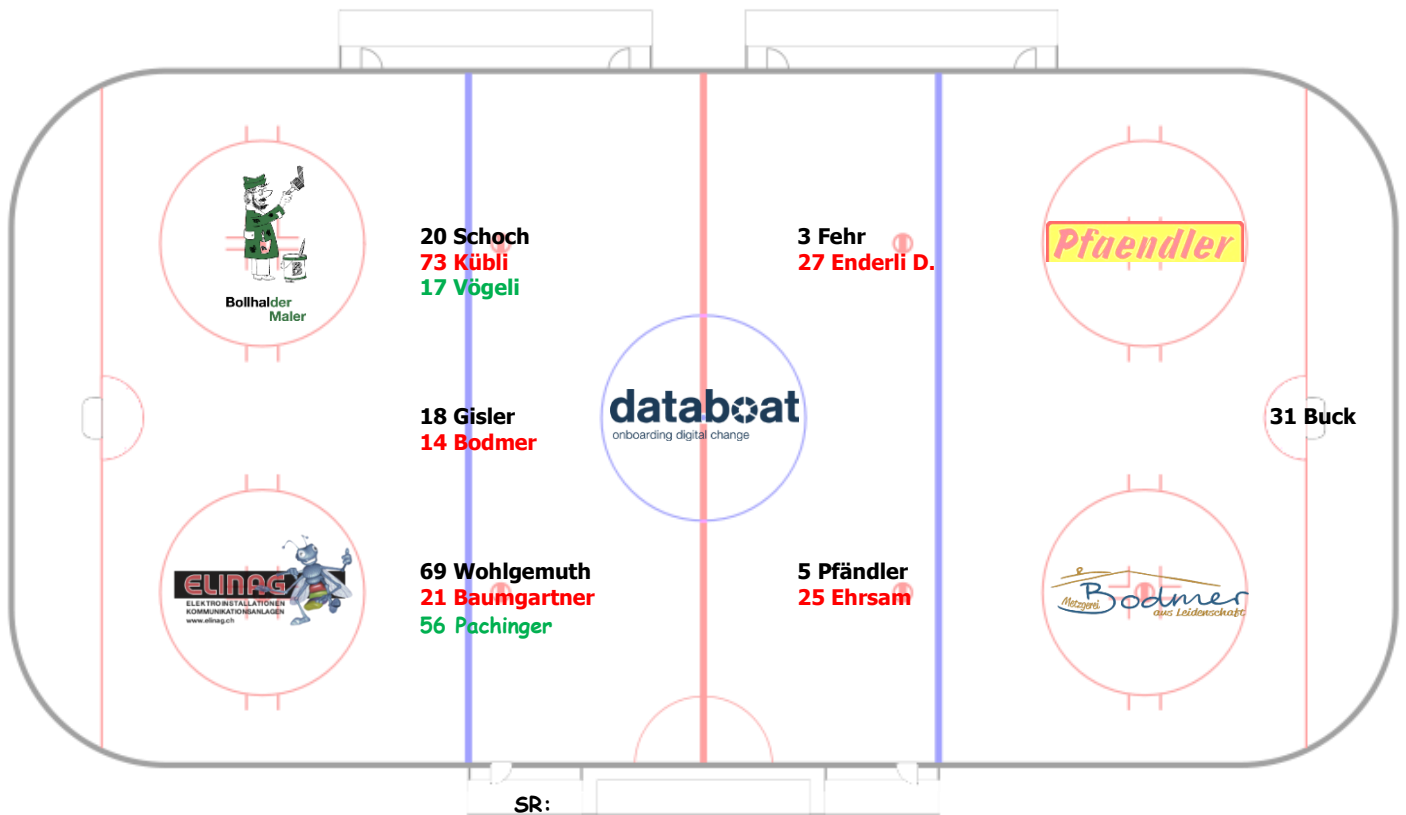 20 Schoch
73 Kübli
17 Vögeli
3 Fehr
27 Enderli D.
Pfaendler
Bollhalder
Maler
18 Gisler
14 Bodmer
databoat
onboarding digital change
31 Buck
ELINAG
ELEKTROINSTALLATIONEN
KOMMUNIKATIONSANLAGEN
www.elinag.ch
69 Wohlgemuth
21 Baumgartner
56 Pachinger
5 Pfändler
25 Ehrsam
Metzgerei Bodmer
aus Leidenschaft
SR: